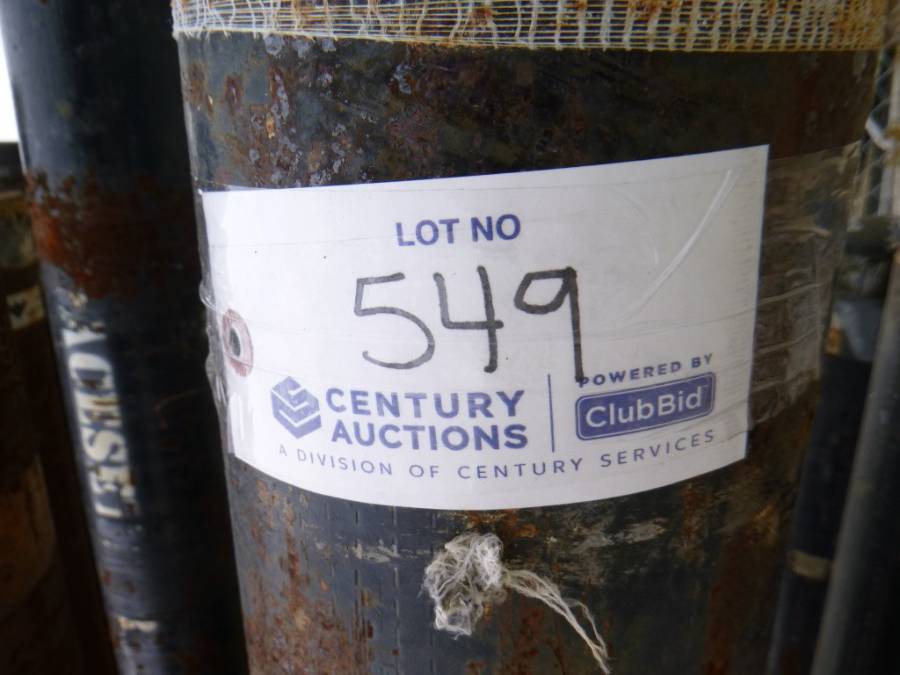 LOT NO
549
CENTURY
AUCTIONS
POWERED BY
ClubBid
A DIVISION OF CENTURY SERVICES